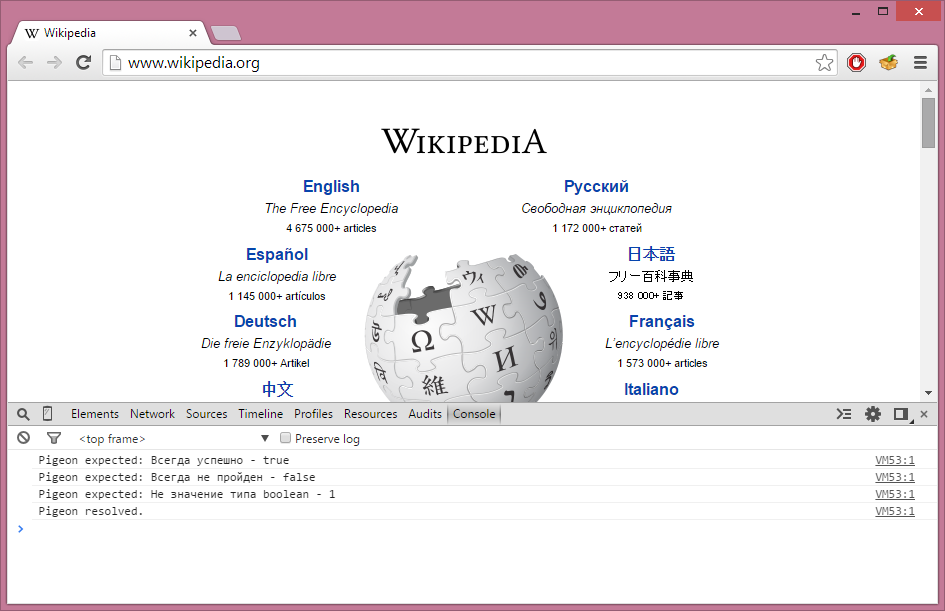 Wikipedia
www.wikipedia.org
WIKIPEDIA
English
The Free Encyclopedia
4 675 000+ articles
Русский
Свободная энциклопедия
1 172 000+ статей
Español
La enciclopedia libre
1 145 000+ artículos
日本語
フリー百科事典
938 000+ 記事
Deutsch
Die freie Enzyklopädie
1 789 000+ Artikel
Français
L'encyclopédie libre
1 573 000+ articles
中文
Italiano
Ω
W
И
維
Elements Network Sources Timeline Profiles Resources Audits Console
<top frame> Preserve log
Pigeon expected: Всегда успешно - true VM53:1
Pigeon expected: Всегда не пройден - false VM53:1
Pigeon expected: Не значение типа boolean - 1 VM53:1
Pigeon resolved. VM53:1